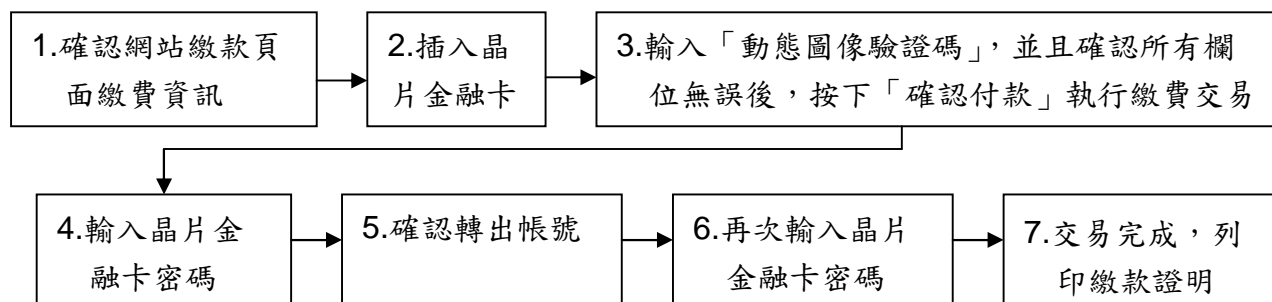 1.確認網站繳款頁
面繳費資訊
2.插入晶
片金融卡
3.輸入「動態圖像驗證碼」，並且確認所有欄
位無誤後，按下「確認付款」執行繳費交易
4.輸入晶片金
融卡密碼
5.確認轉出帳號
6.再次輸入晶片
金融卡密碼
7.交易完成，列
印繳款證明